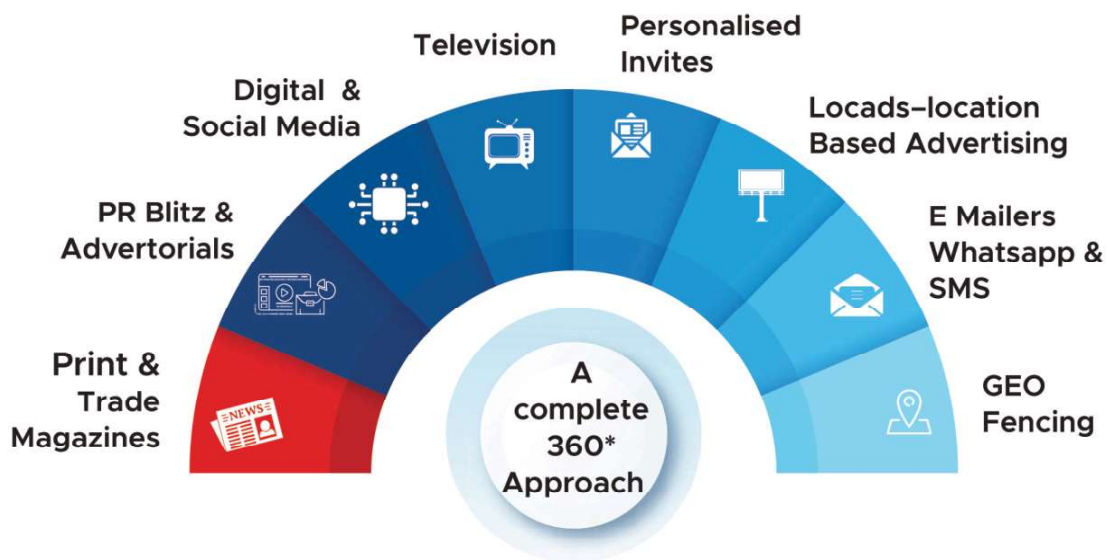 Print &
Trade
Magazines
NEWS
PR Blitz &
Advertorials
Digital &
Social Media
Television
Personalised
Invites
Locads-location
Based Advertising
E Mailers
Whatsapp &
SMS
GEO
Fencing
A
complete
360*
Approach